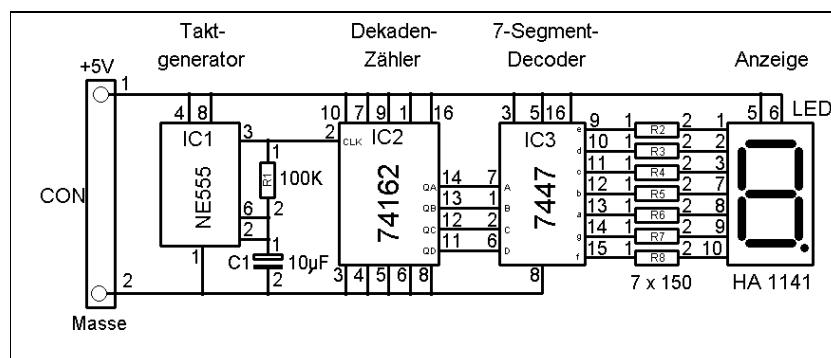 Takt-
generator
Dekaden-
Zähler
7-Segment-
Decoder
Anzeige
+5V
1
4 8
10 7 9 1 16
3 5 16
5 6
LED
IC1
NE555
3
2
CLK
IC2
74162
IC3
7447
1
R1
100K
2
6
2
1
C1
10µF
2
1
CON
QA 14 7 A
QB 13 1 B
QC 12 2 C
QD 11 6 D
e 9 1 R2 2 1
d 10 1 R3 2 2
c 11 1 R4 2 3
b 12 1 R5 2 7
a 13 1 R6 2 8
g 14 1 R7 2 9
f 15 1 R8 2 10
3 4 5 6 8
8
7 x 150
HA 1141
2
Masse